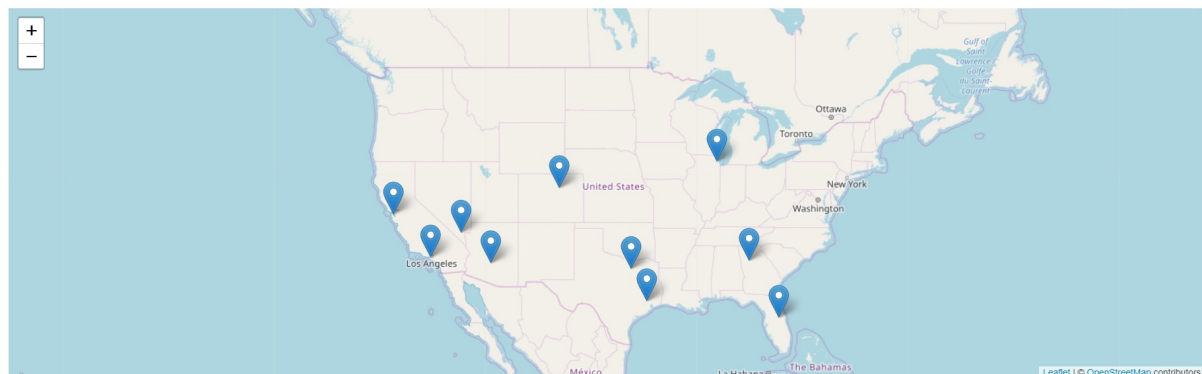 +
−
Gulf of
Saint
Lawrence
Golfe
du Saint-
Laurent
Ottawa
Toronto
United States
New York
Washington
Los Angeles
México
La Habana
The Bahamas
Leaflet | © OpenStreetMap contributors